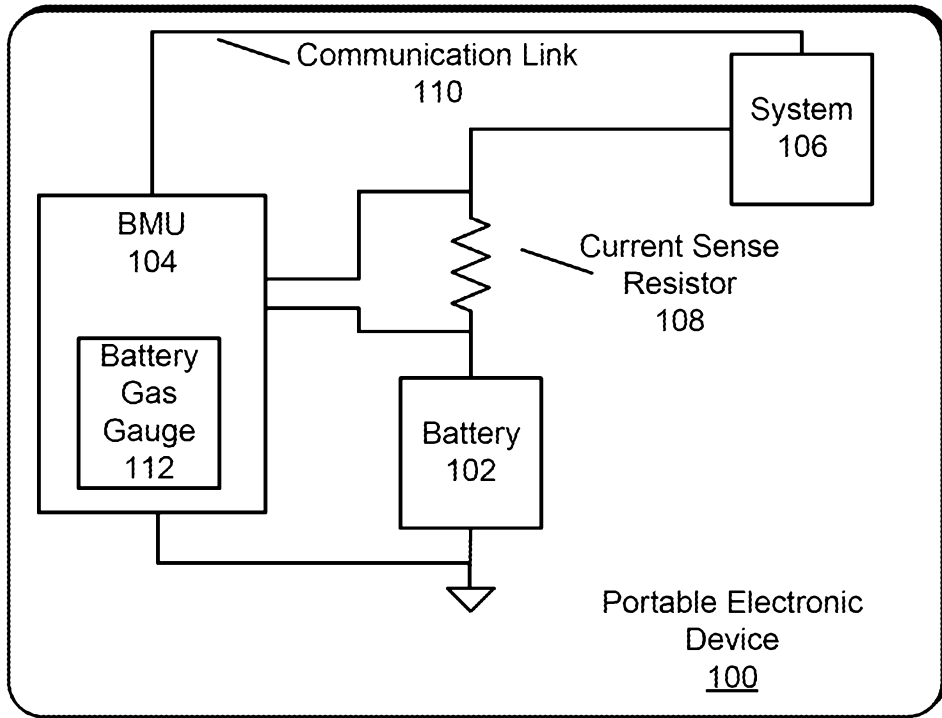 Communication Link
110
System
106
BMU
104
Current Sense
Resistor
108
Battery
Gas
Gauge
112
Battery
102
Portable Electronic
Device
100